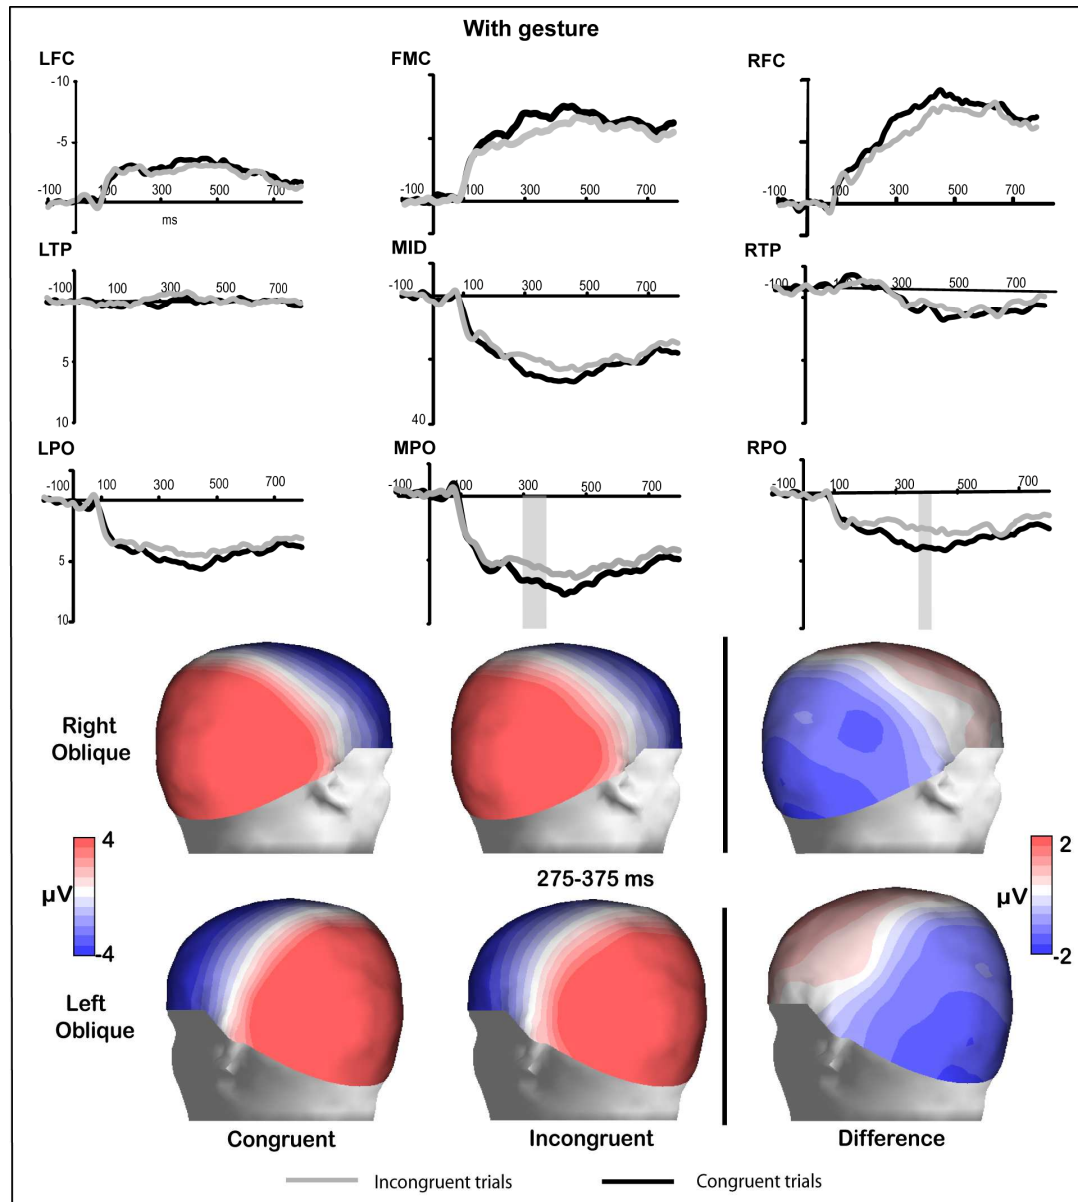 With gesture
LFC
FMC
RFC
-10
-5
-100 100 300 500 700
ms
100 300 500 700
-100 100 300 500 700
LTP
MID
RTP
-100 100 300 500 700
5
10
-100 100 300 500 700
40
-100 100 300 500 700
LPO
MPO
RPO
-100 100 300 500 700
5
10
-100 100 300 500 700
-100 100 300 500 700
Right
Oblique
4
µV
-4
275-375 ms
2
µV
-2
Left
Oblique
Congruent
Incongruent
Difference
Incongruent trials
Congruent trials